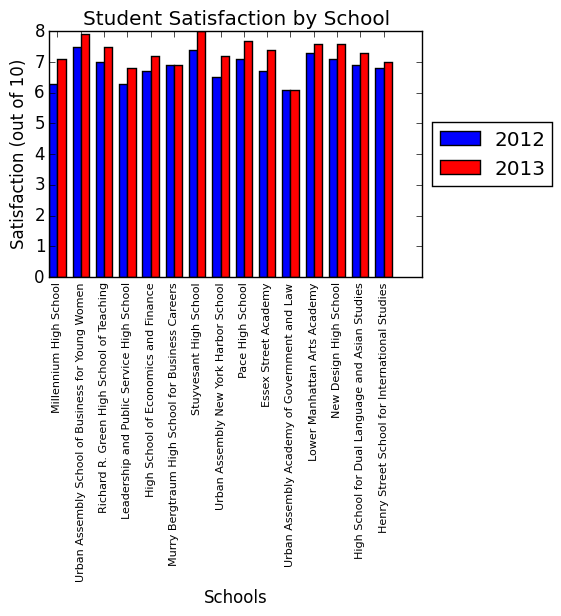 Student Satisfaction by School
Satisfaction (out of 10)
8
7
6
5
4
3
2
1
0
2012
2013
Millennium High School
Urban Assembly School of Business for Young Women
Richard R. Green High School of Teaching
Leadership and Public Service High School
High School of Economics and Finance
Murry Bergtraum High School for Business Careers
Stuyvesant High School
Urban Assembly New York Harbor School
Pace High School
Essex Street Academy
Urban Assembly Academy of Government and Law
Lower Manhattan Arts Academy
New Design High School
High School for Dual Language and Asian Studies
Henry Street School for International Studies
Schools